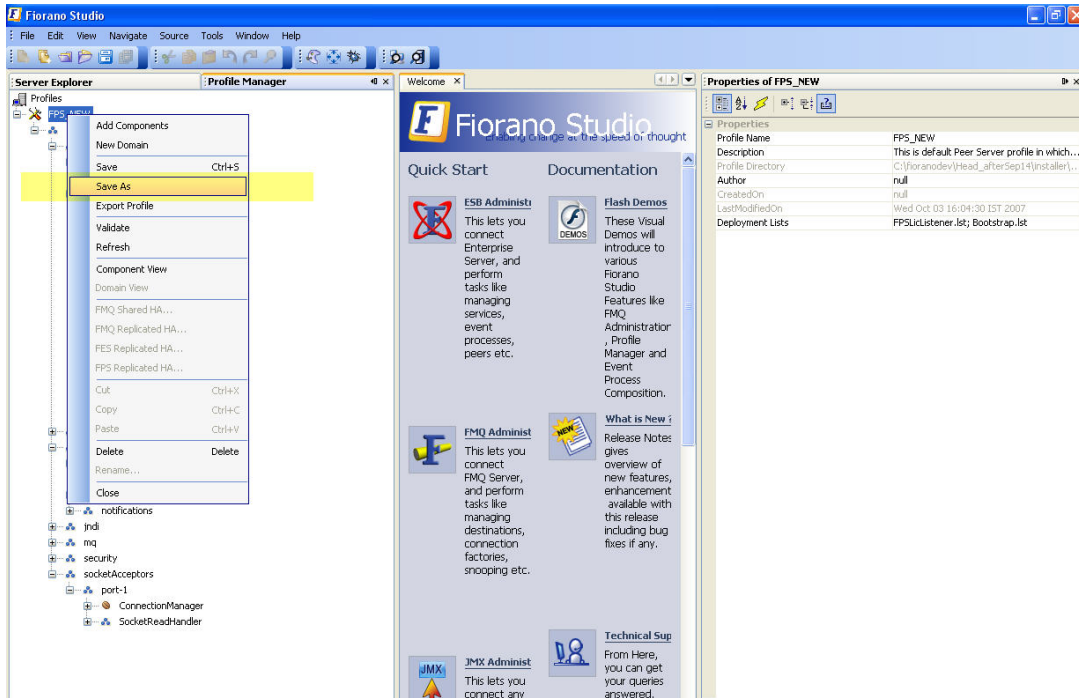 Fiorano Studio
File Edit View Navigate Source Tools Window Help
Server Explorer
Profile Manager
Profiles
FPS_NEW
Add Components
New Domain
Save Ctrl+S
Save As
Export Profile
Validate
Refresh
Component View
Domain View
FMQ Shared HA...
FMQ Replicated HA...
FES Replicated HA...
FPS Replicated HA...
Cut Ctrl+X
Copy Ctrl+C
Paste Ctrl+V
Delete Delete
Rename...
Close
notifications
jndi
mq
security
socketAcceptors
port-1
ConnectionManager
SocketReadHandler
Welcome
Fiorano Studio
enabling change at the speed of thought
Quick Start
ESB Administ
This lets you
connect
Enterprise
Server, and
perform
tasks like
managing
services,
event
processes,
peers etc.
FMQ Administ
This lets you
connect
FMQ Server,
and perform
tasks like
managing
destinations,
connection
factories,
snooping etc.
JMX
JMX Administ
This lets you
connect any
Documentation
DEMOS
Flash Demos
These Visual
Demos will
introduce to
various
Fiorano
Studio
Features like
FMQ
Administration
, Profile
Manager and
Event
Process
Composition.
NEW
What is New ?
Release Notes
gives
overview of
new features,
enhancement
available with
this release
including bug
fixes if any.
Technical Sup
From Here,
you can get
your queries
answered.
Properties of FPS_NEW
Properties
Profile Name FPS_NEW
Description This is default Peer Server profile in which...
Profile Directory C:\fioranodev\Head_afterSep14\installer\..
Author null
CreatedOn null
LastModifiedOn Wed Oct 03 16:04:30 IST 2007
Deployment Lists FPSLicListener.lst; Bootstrap.lst